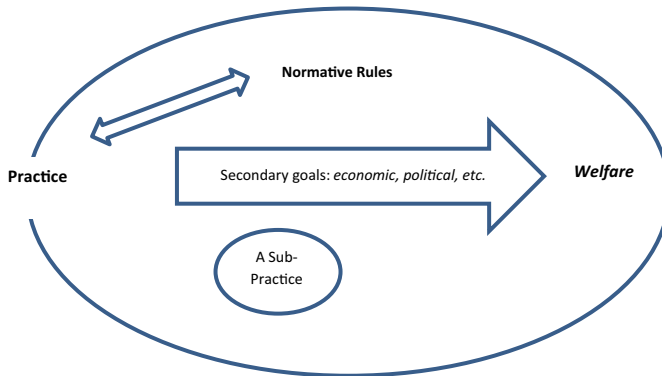 Normative Rules
Practice
Secondary goals: economic, political, etc.
Welfare
A Sub-
Practice